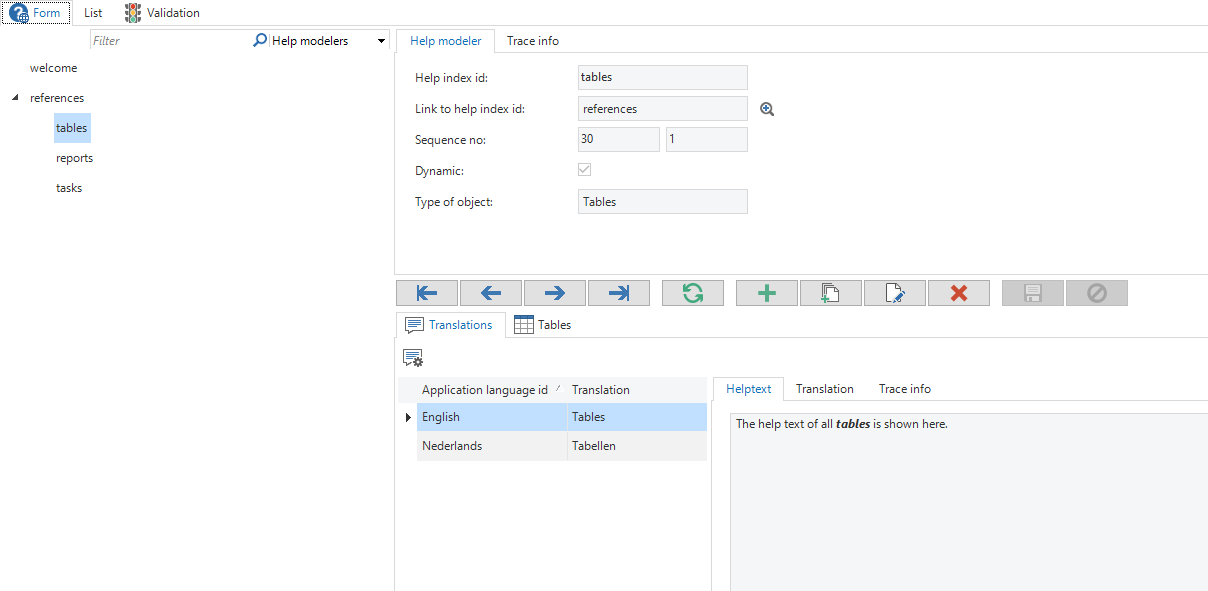 Form List Validation
Filter Help modelers
welcome
references
tables
reports
tasks
Help modeler Trace info
Help index id: tables
Link to help index id: references
Sequence no: 30 1
Dynamic:
Type of object: Tables
Translations Tables
Application language id Translation
English Tables
Nederlands Tabellen
Helptext Translation Trace info
The help text of all tables is shown here.